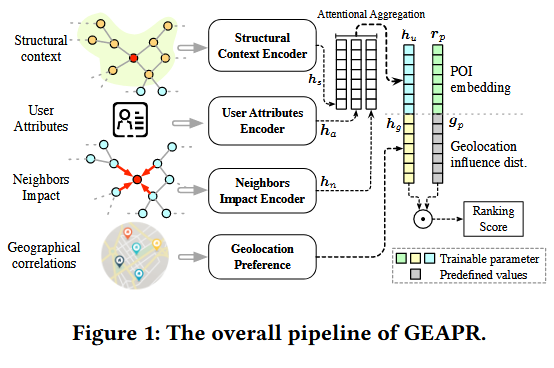 Structural
context
Structural
Context Encoder
Attentional Aggregation
h_u
r_p
POI
embedding
h_s
User
Attributes
User Attributes
Encoder
h_a
h_g
g_p
Geolocation
influence dist.
Neighbors
Impact
Neighbors
Impact Encoder
h_n
Ranking
Score
Geographical
correlations
Geolocation
Preference
Trainable parameter
Predefined values
Figure 1: The overall pipeline of GEAPR.